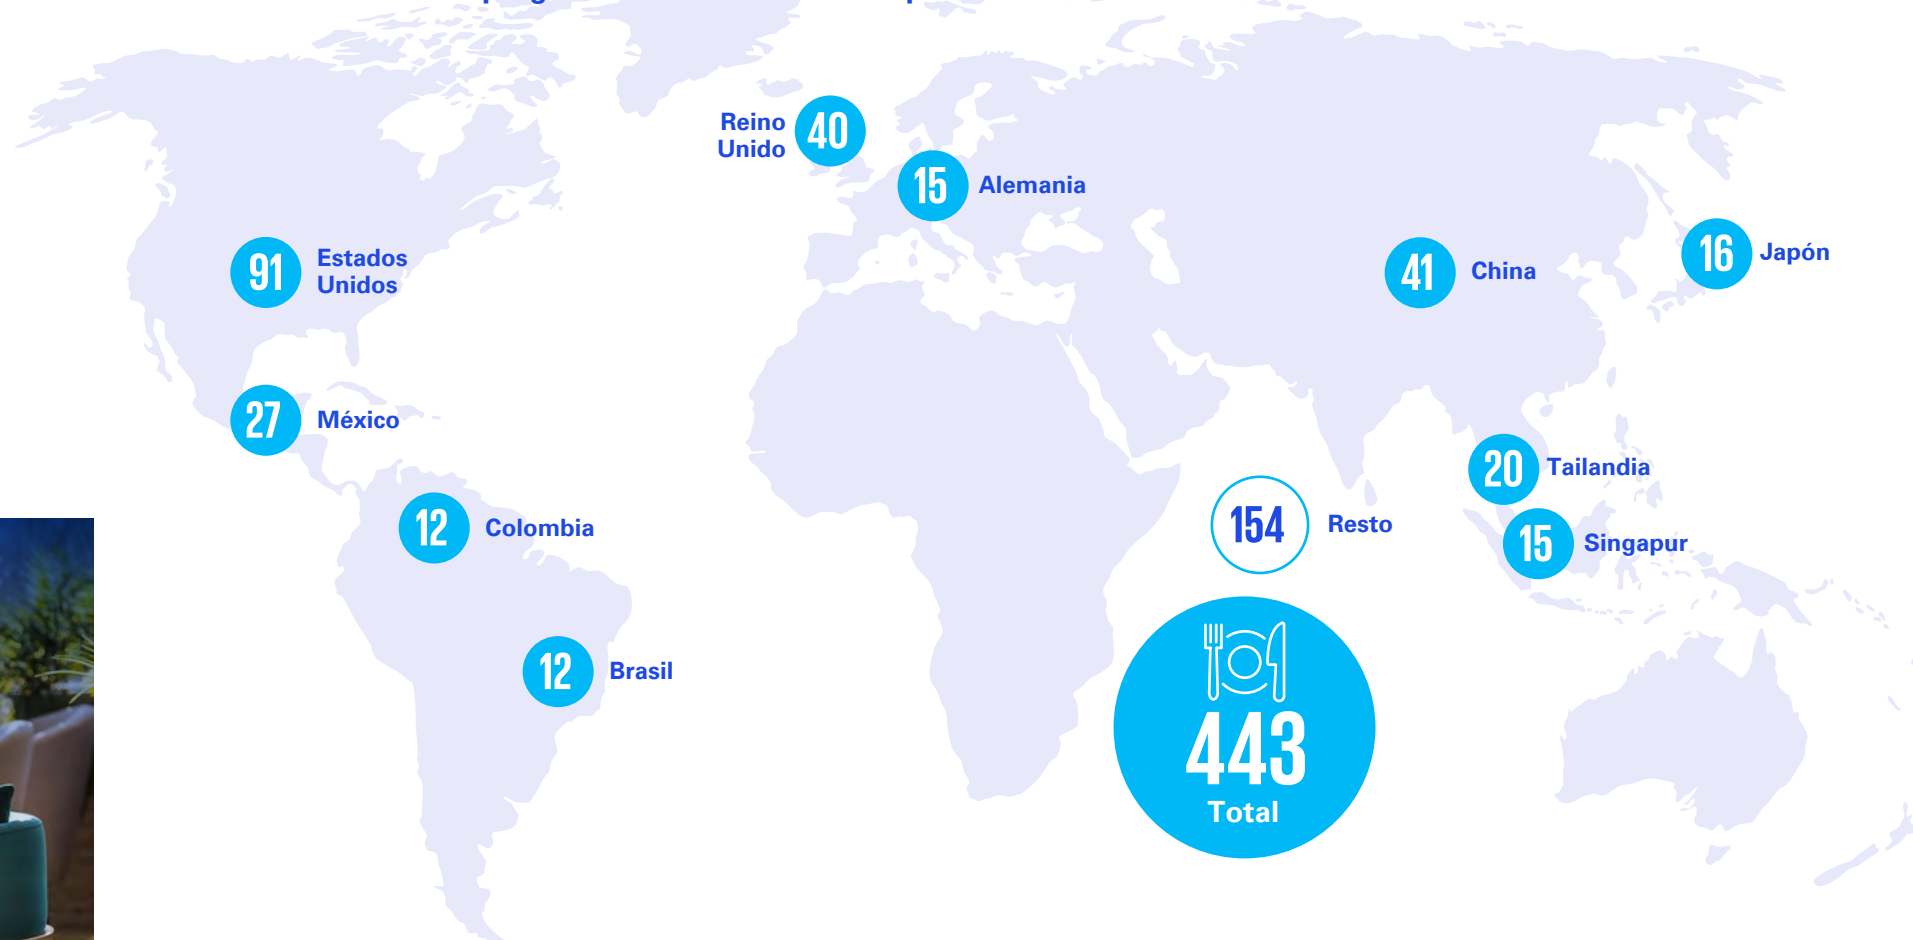 Reino
Unido
40
15
Alemania
91
Estados
Unidos
41
China
16
Japón
27
México
20
Tailandia
12
Colombia
154
Resto
15
Singapur
12
Brasil
443
Total